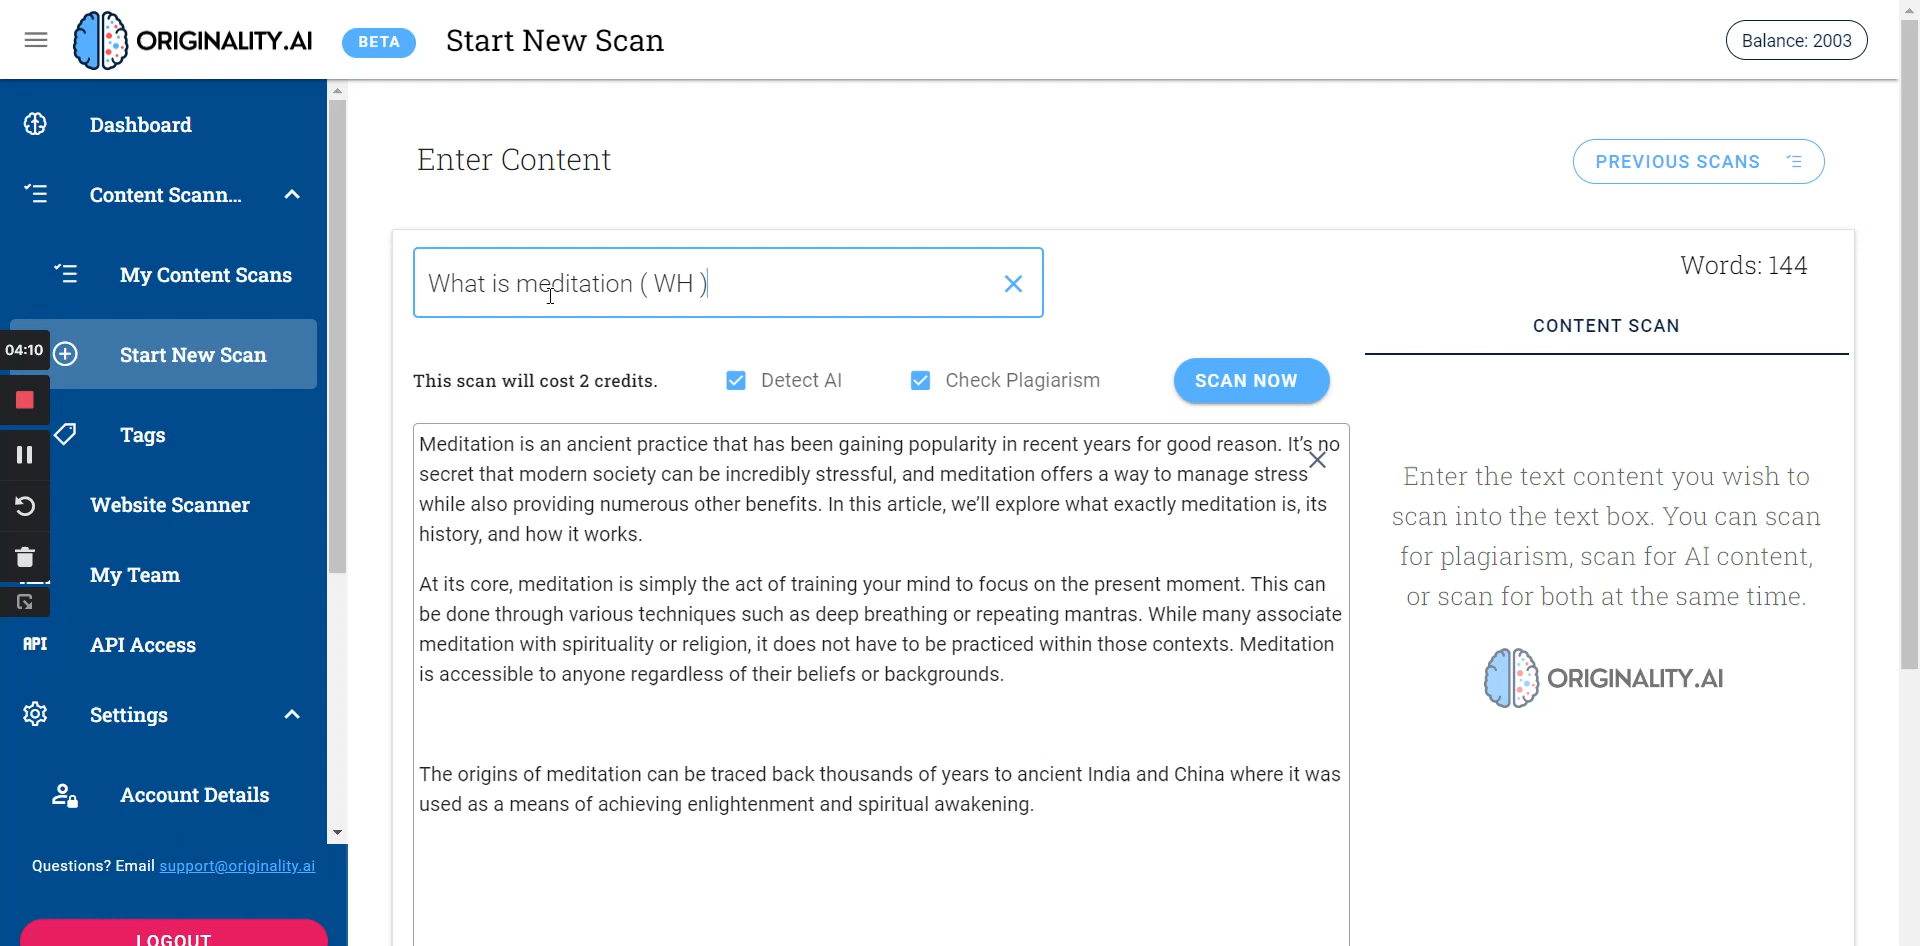 ORIGINALITY.AI
BETA
Start New Scan
Balance: 2003
Dashboard
Content Scann...
My Content Scans
04:10
Start New Scan
Tags
Website Scanner
My Team
API
API Access
Settings
Account Details
Questions? Email support@originality.ai
LOGOUT
Enter Content
PREVIOUS SCANS
What is meditation ( WH )
Words: 144
CONTENT SCAN
This scan will cost 2 credits.
Detect AI
Check Plagiarism
SCAN NOW
Meditation is an ancient practice that has been gaining popularity in recent years for good reason. It’s no
secret that modern society can be incredibly stressful, and meditation offers a way to manage stress
while also providing numerous other benefits. In this article, we’ll explore what exactly meditation is, its
history, and how it works.
At its core, meditation is simply the act of training your mind to focus on the present moment. This can
be done through various techniques such as deep breathing or repeating mantras. While many associate
meditation with spirituality or religion, it does not have to be practiced within those contexts. Meditation
is accessible to anyone regardless of their beliefs or backgrounds.
The origins of meditation can be traced back thousands of years to ancient India and China where it was
used as a means of achieving enlightenment and spiritual awakening.
Enter the text content you wish to
scan into the text box. You can scan
for plagiarism, scan for AI content,
or scan for both at the same time.
ORIGINALITY.AI